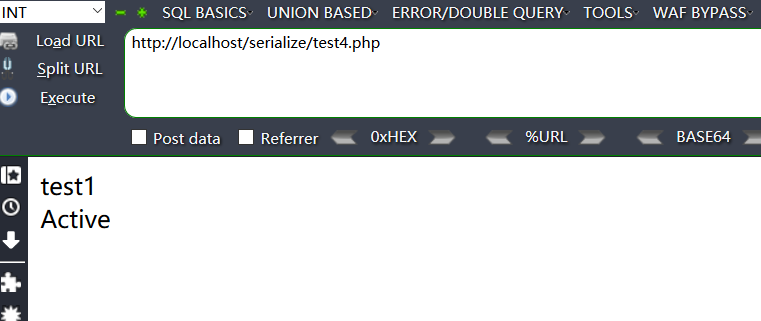 INT SQL BASICS UNION BASED ERROR/DOUBLE QUERY TOOLS WAF BYPASS
Load URL
Split URL
Execute
http://localhost/serialize/test4.php
Post data Referrer 0xHEX %URL BASE64
test1
Active